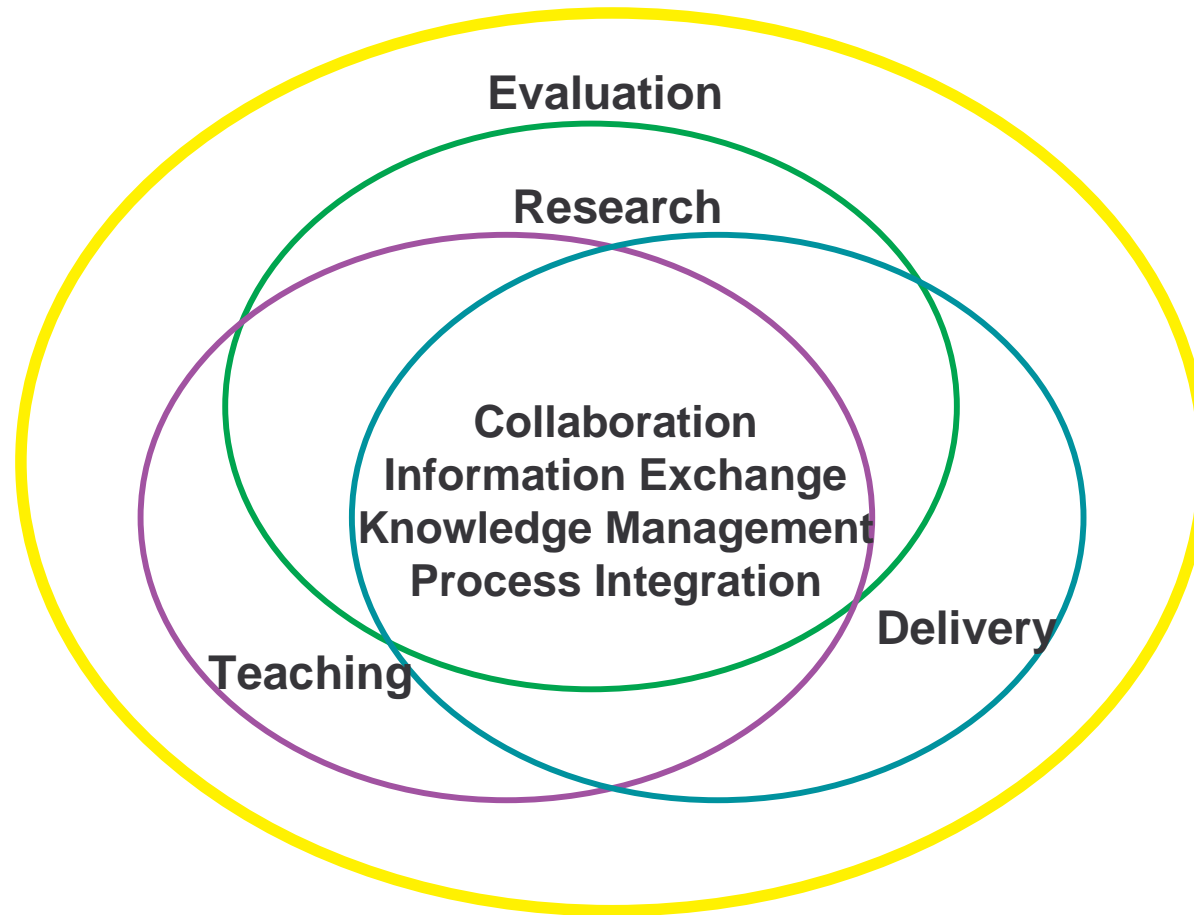 Evaluation
Research
Collaboration
Information Exchange
Knowledge Management
Process Integration
Delivery
Teaching